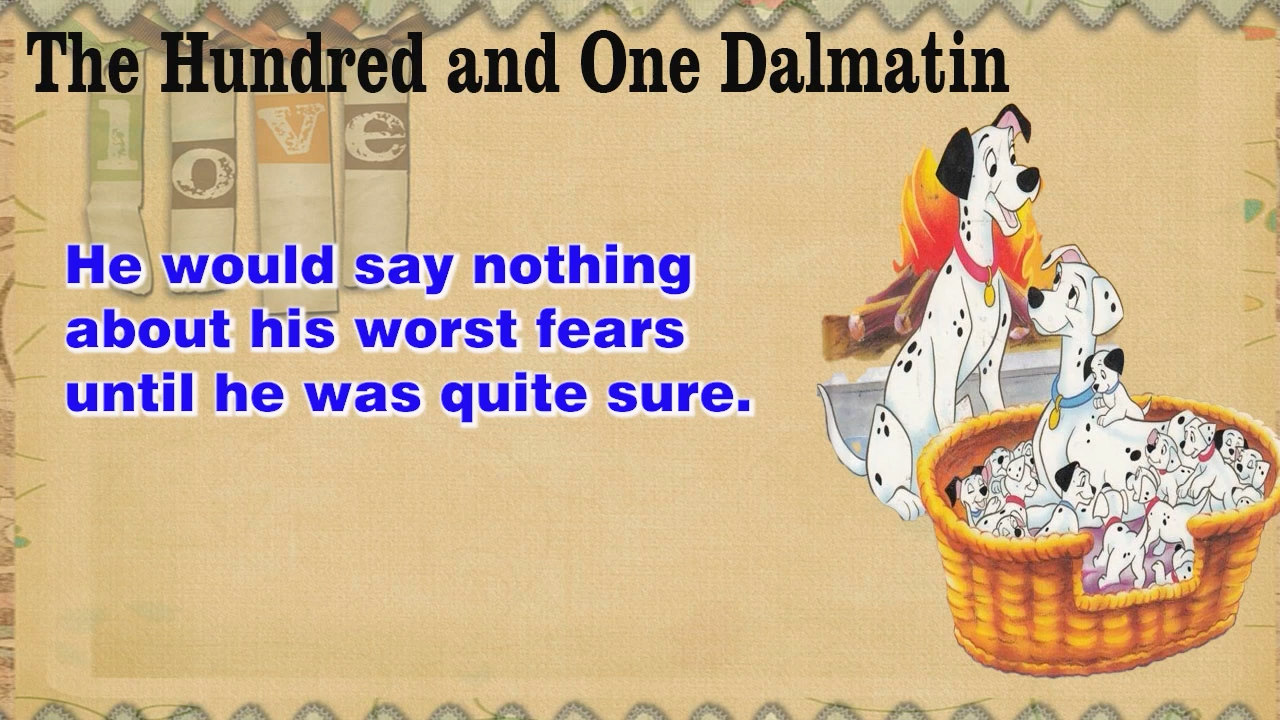 The Hundred and One Dalmatin
love
He would say nothing
about his worst fears
until he was quite sure.